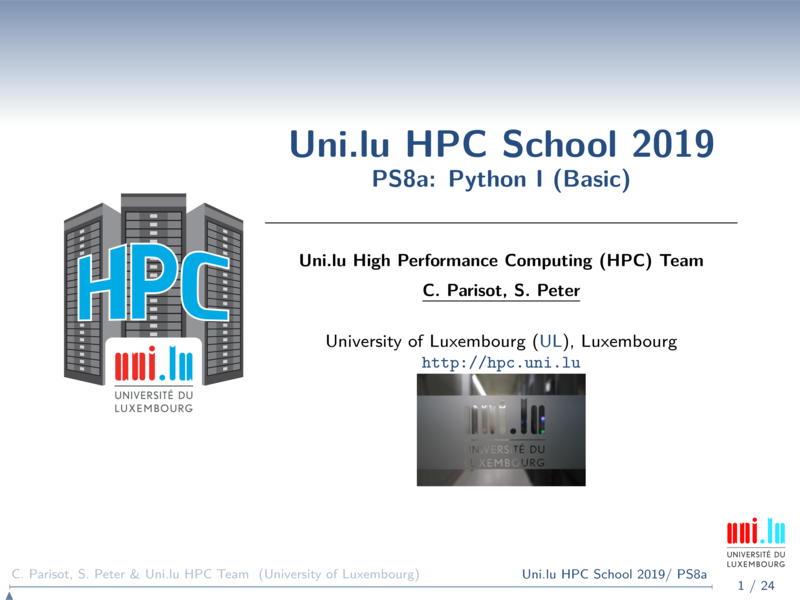 Uni.lu HPC School 2019
PS8a: Python I (Basic)
HPC
uni.lu
UNIVERSITÉ DU
LUXEMBOURG
Uni.lu High Performance Computing (HPC) Team
C. Parisot, S. Peter
University of Luxembourg (UL), Luxembourg
http://hpc.uni.lu
uni.lu
UNIVERSITÉ DU
LUXEMBOURG
uni.lu
UNIVERSITÉ DU
LUXEMBOURG
C. Parisot, S. Peter & Uni.lu HPC Team (University of Luxembourg)
Uni.lu HPC School 2019/ PS8a
1 / 24